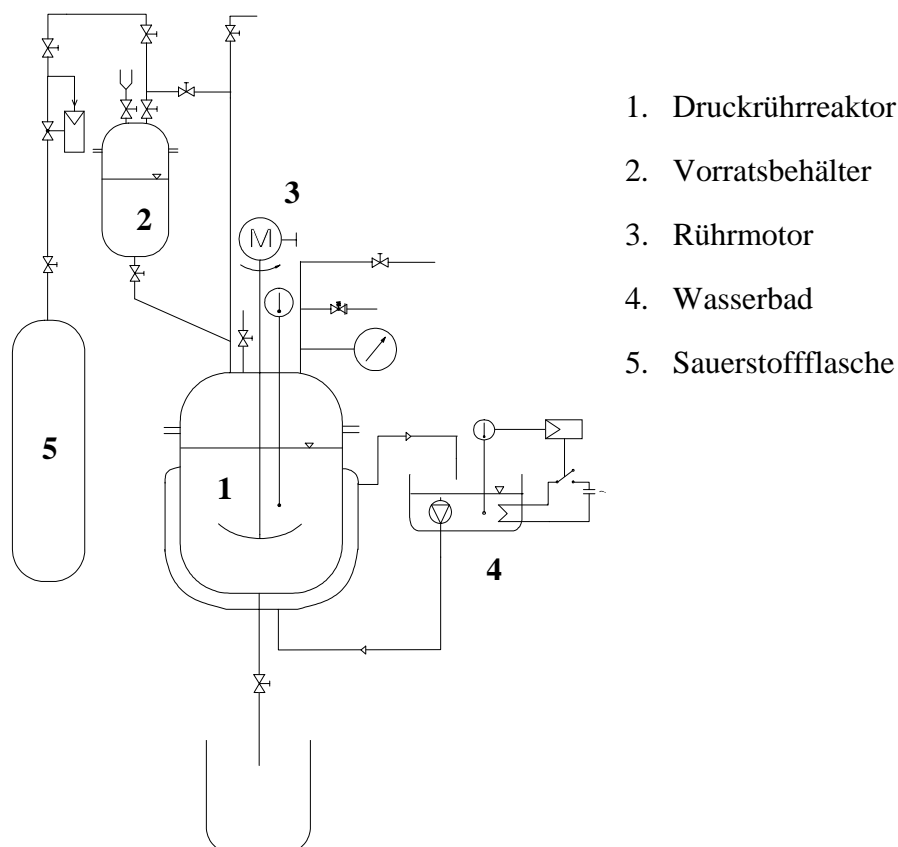 3
2
5
1
4
M
1. Druckrührreaktor
2. Vorratsbehälter
3. Rührmotor
4. Wasserbad
5. Sauerstoffflasche